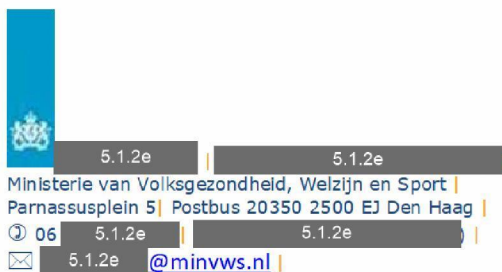 5.1.2e | 5.1.2e
Ministerie van Volksgezondheid, Welzijn en Sport |
Parnassusplein 5| Postbus 20350 2500 EJ Den Haag |
✆ 06 5.1.2e | 5.1.2e ) |
✉ 5.1.2e @minvws.nl |